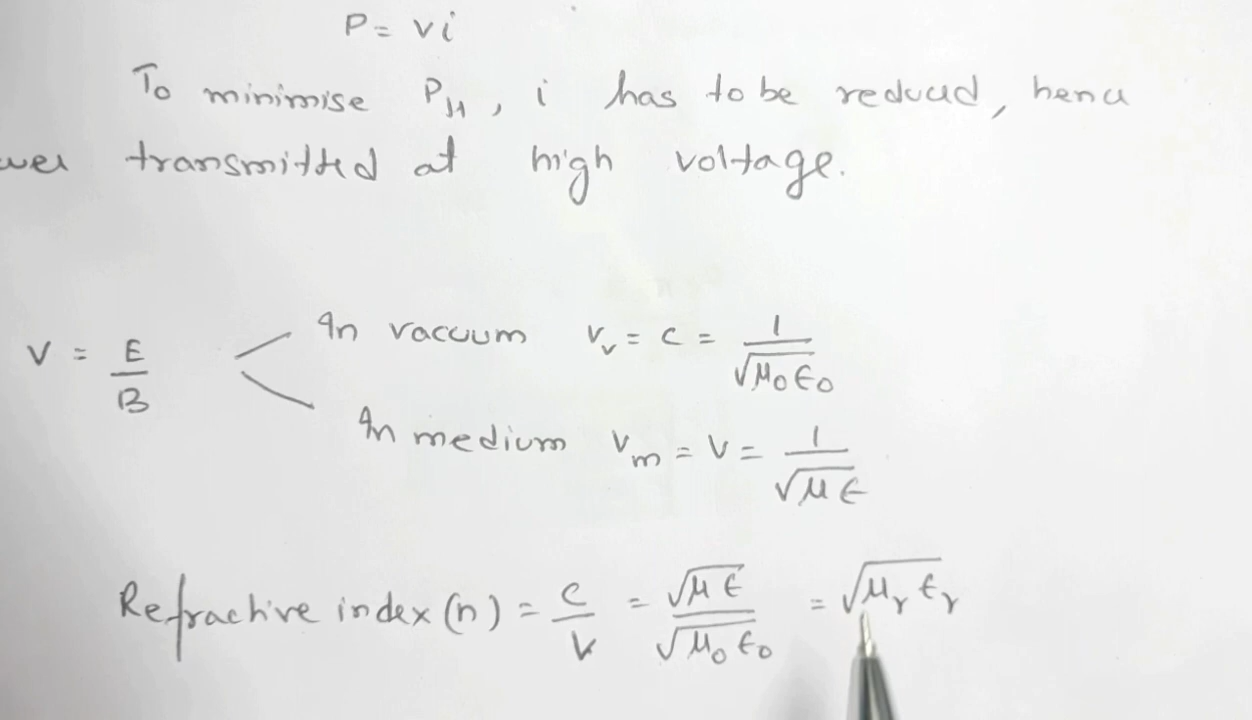 P = vi
To minimise P_H, i has to be reduced, hence
wer transmitted at high voltage.
V = E/B < In vacuum V_v = c = 1/√μ₀ε₀
In medium V_m = V = 1/√με
Refractive index (n) = c/v = √με/√μ₀ε₀ = √μ_r ε_r